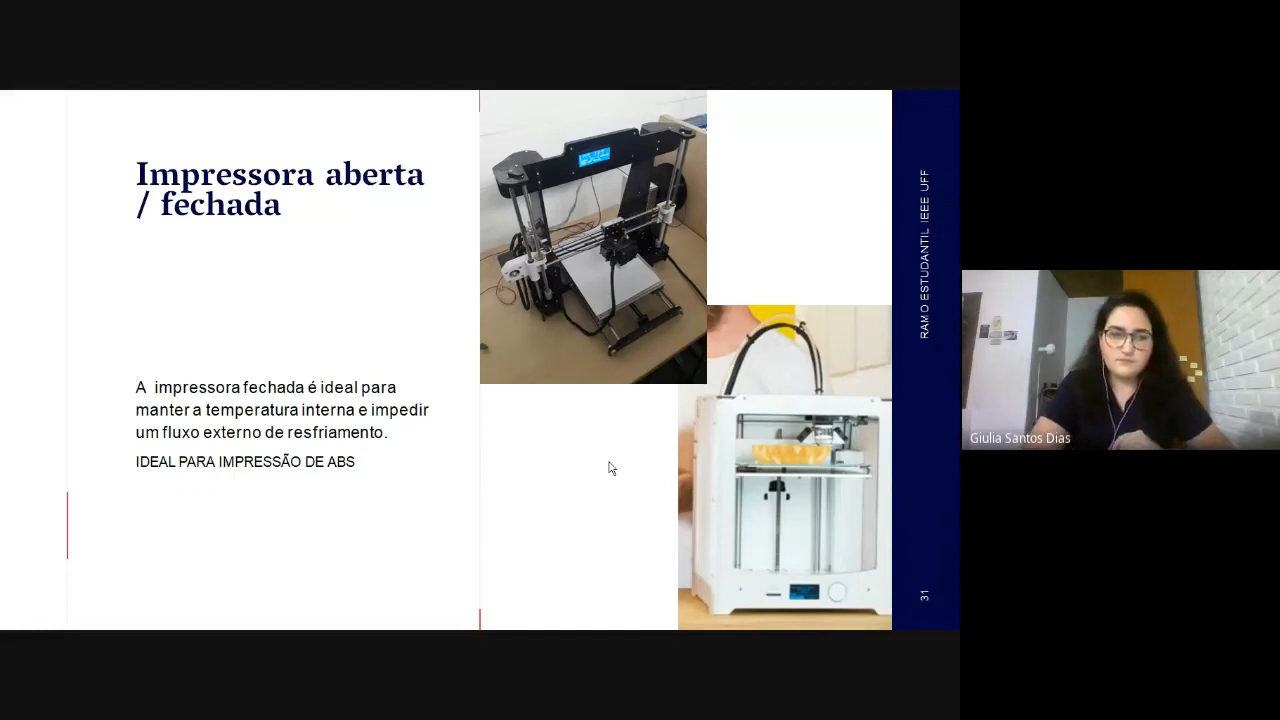 Impressora aberta
/ fechada
A impressora fechada é ideal para
manter a temperatura interna e impedir
um fluxo externo de resfriamento.
IDEAL PARA IMPRESSÃO DE ABS
RAMO ESTUDANTIL IEEE UFF
31
Giulia Santos Dias